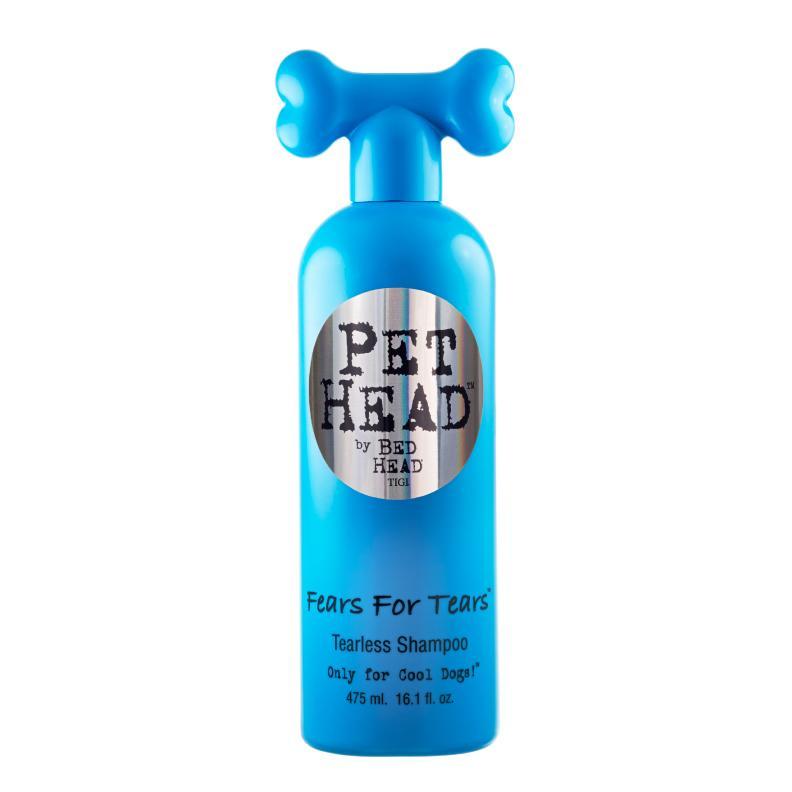 PET
HEAD™
by BED
HEAD®
TIGI
Fears For Tears™
Tearless Shampoo
Only for Cool Dogs!™
475 ml. 16.1 fl. oz.